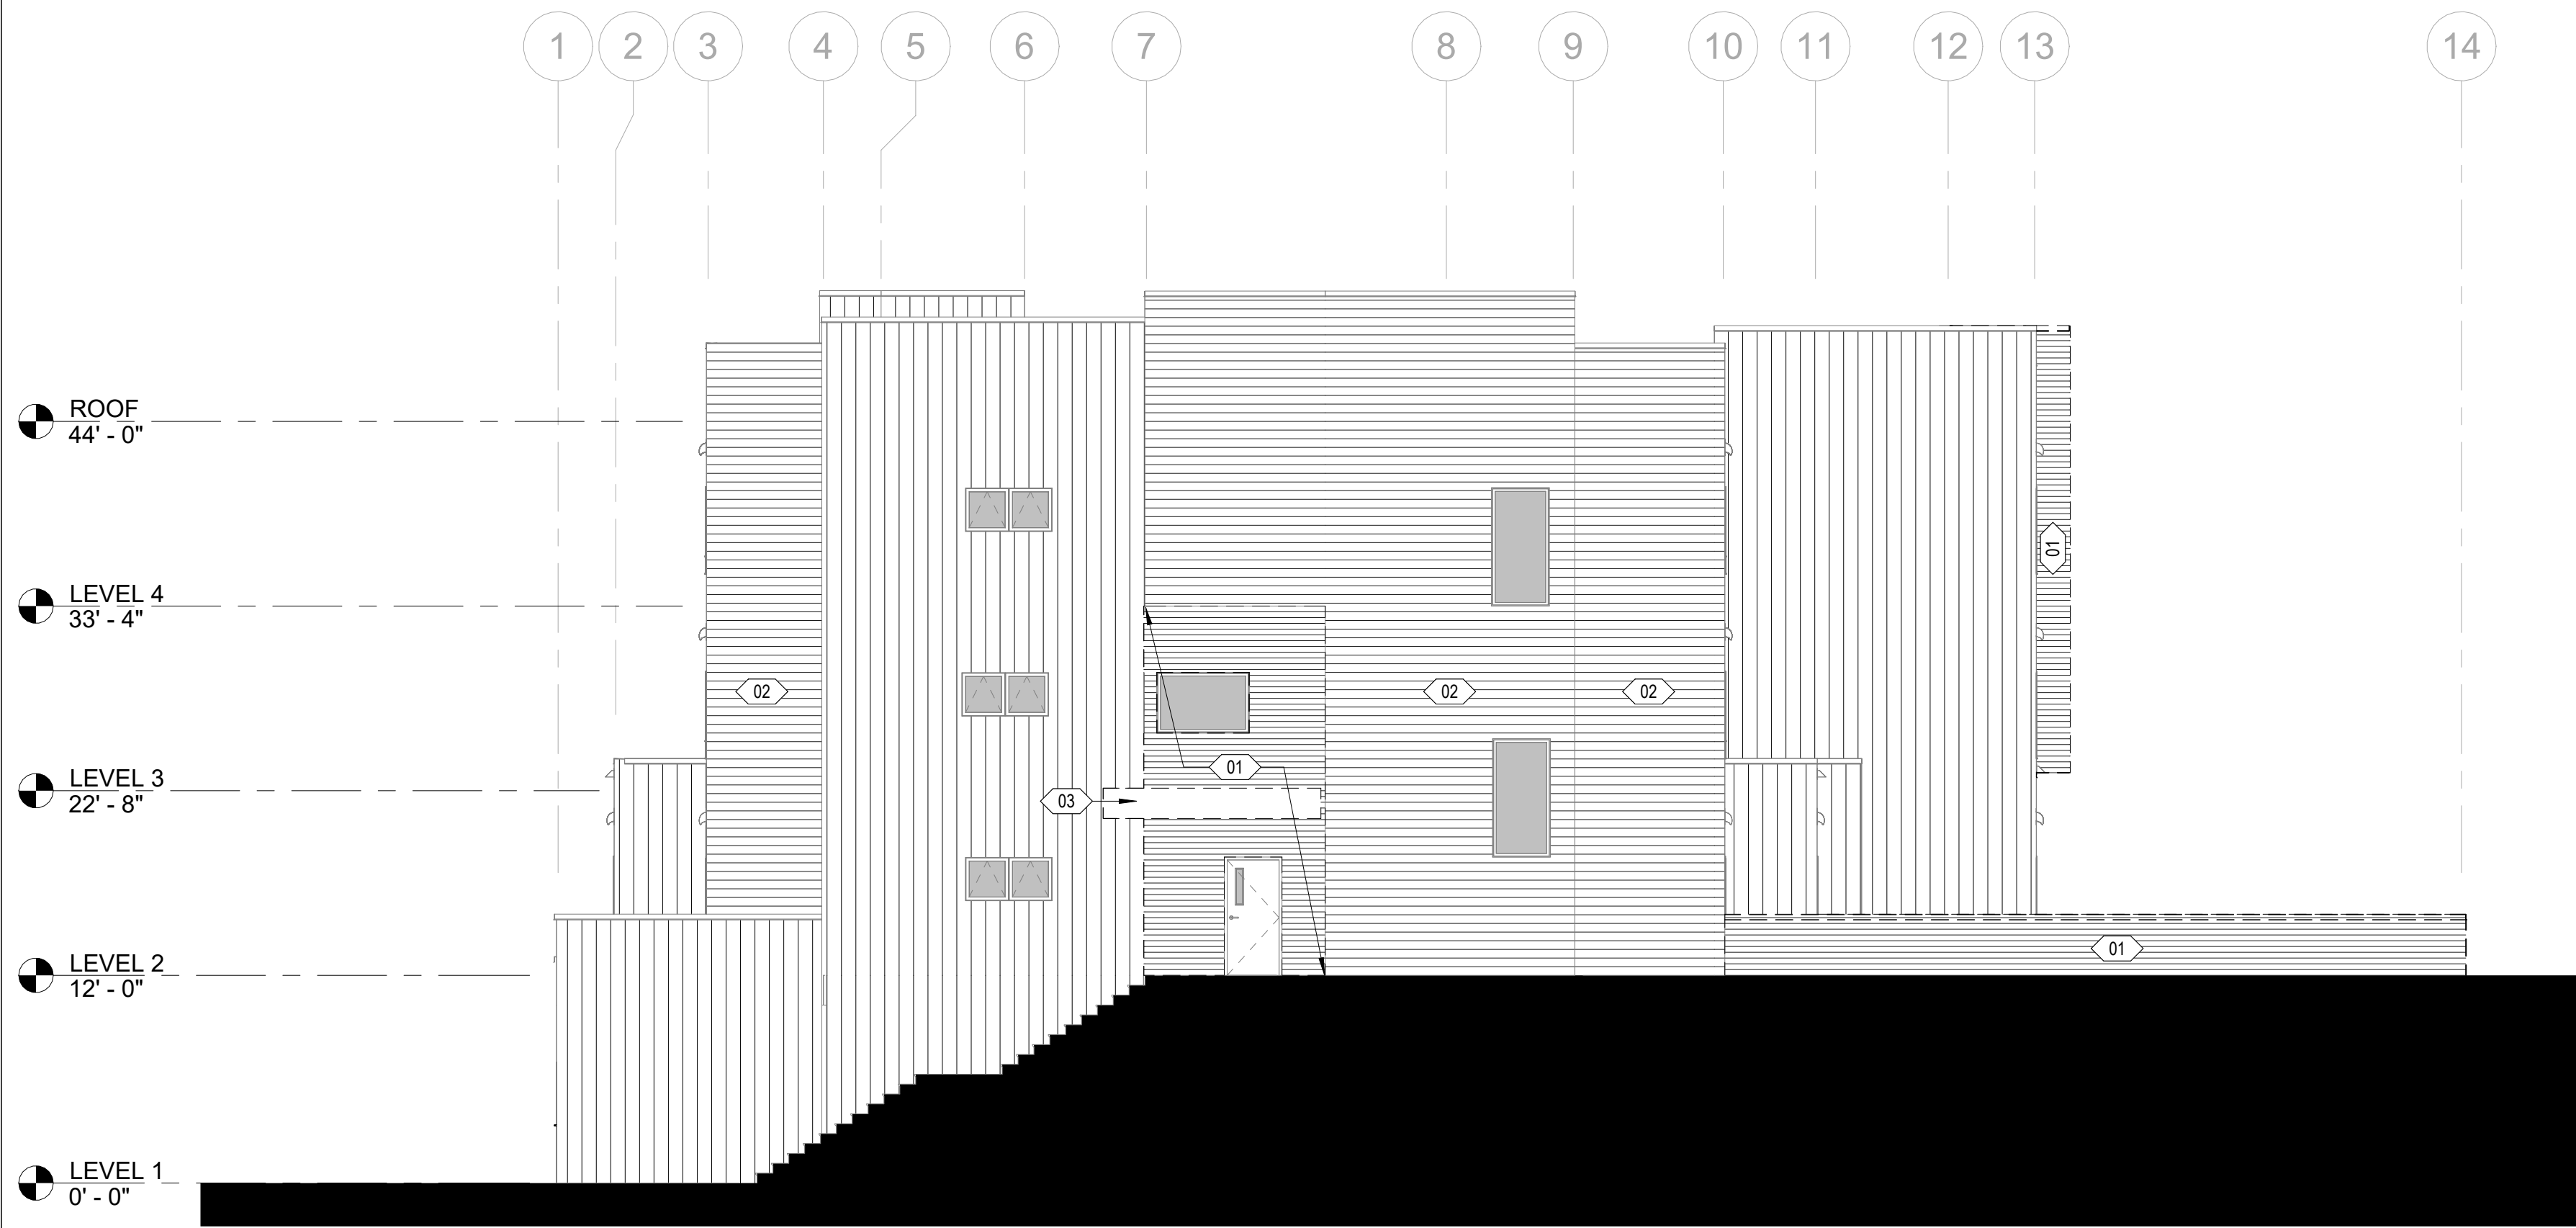 1 2 3 4 5 6 7 8 9 10 11 12 13 14
ROOF
44' - 0"
01
LEVEL 4
33' - 4"
02 02 02
01
LEVEL 3
22' - 8"
03
01
LEVEL 2
12' - 0"
LEVEL 1
0' - 0"